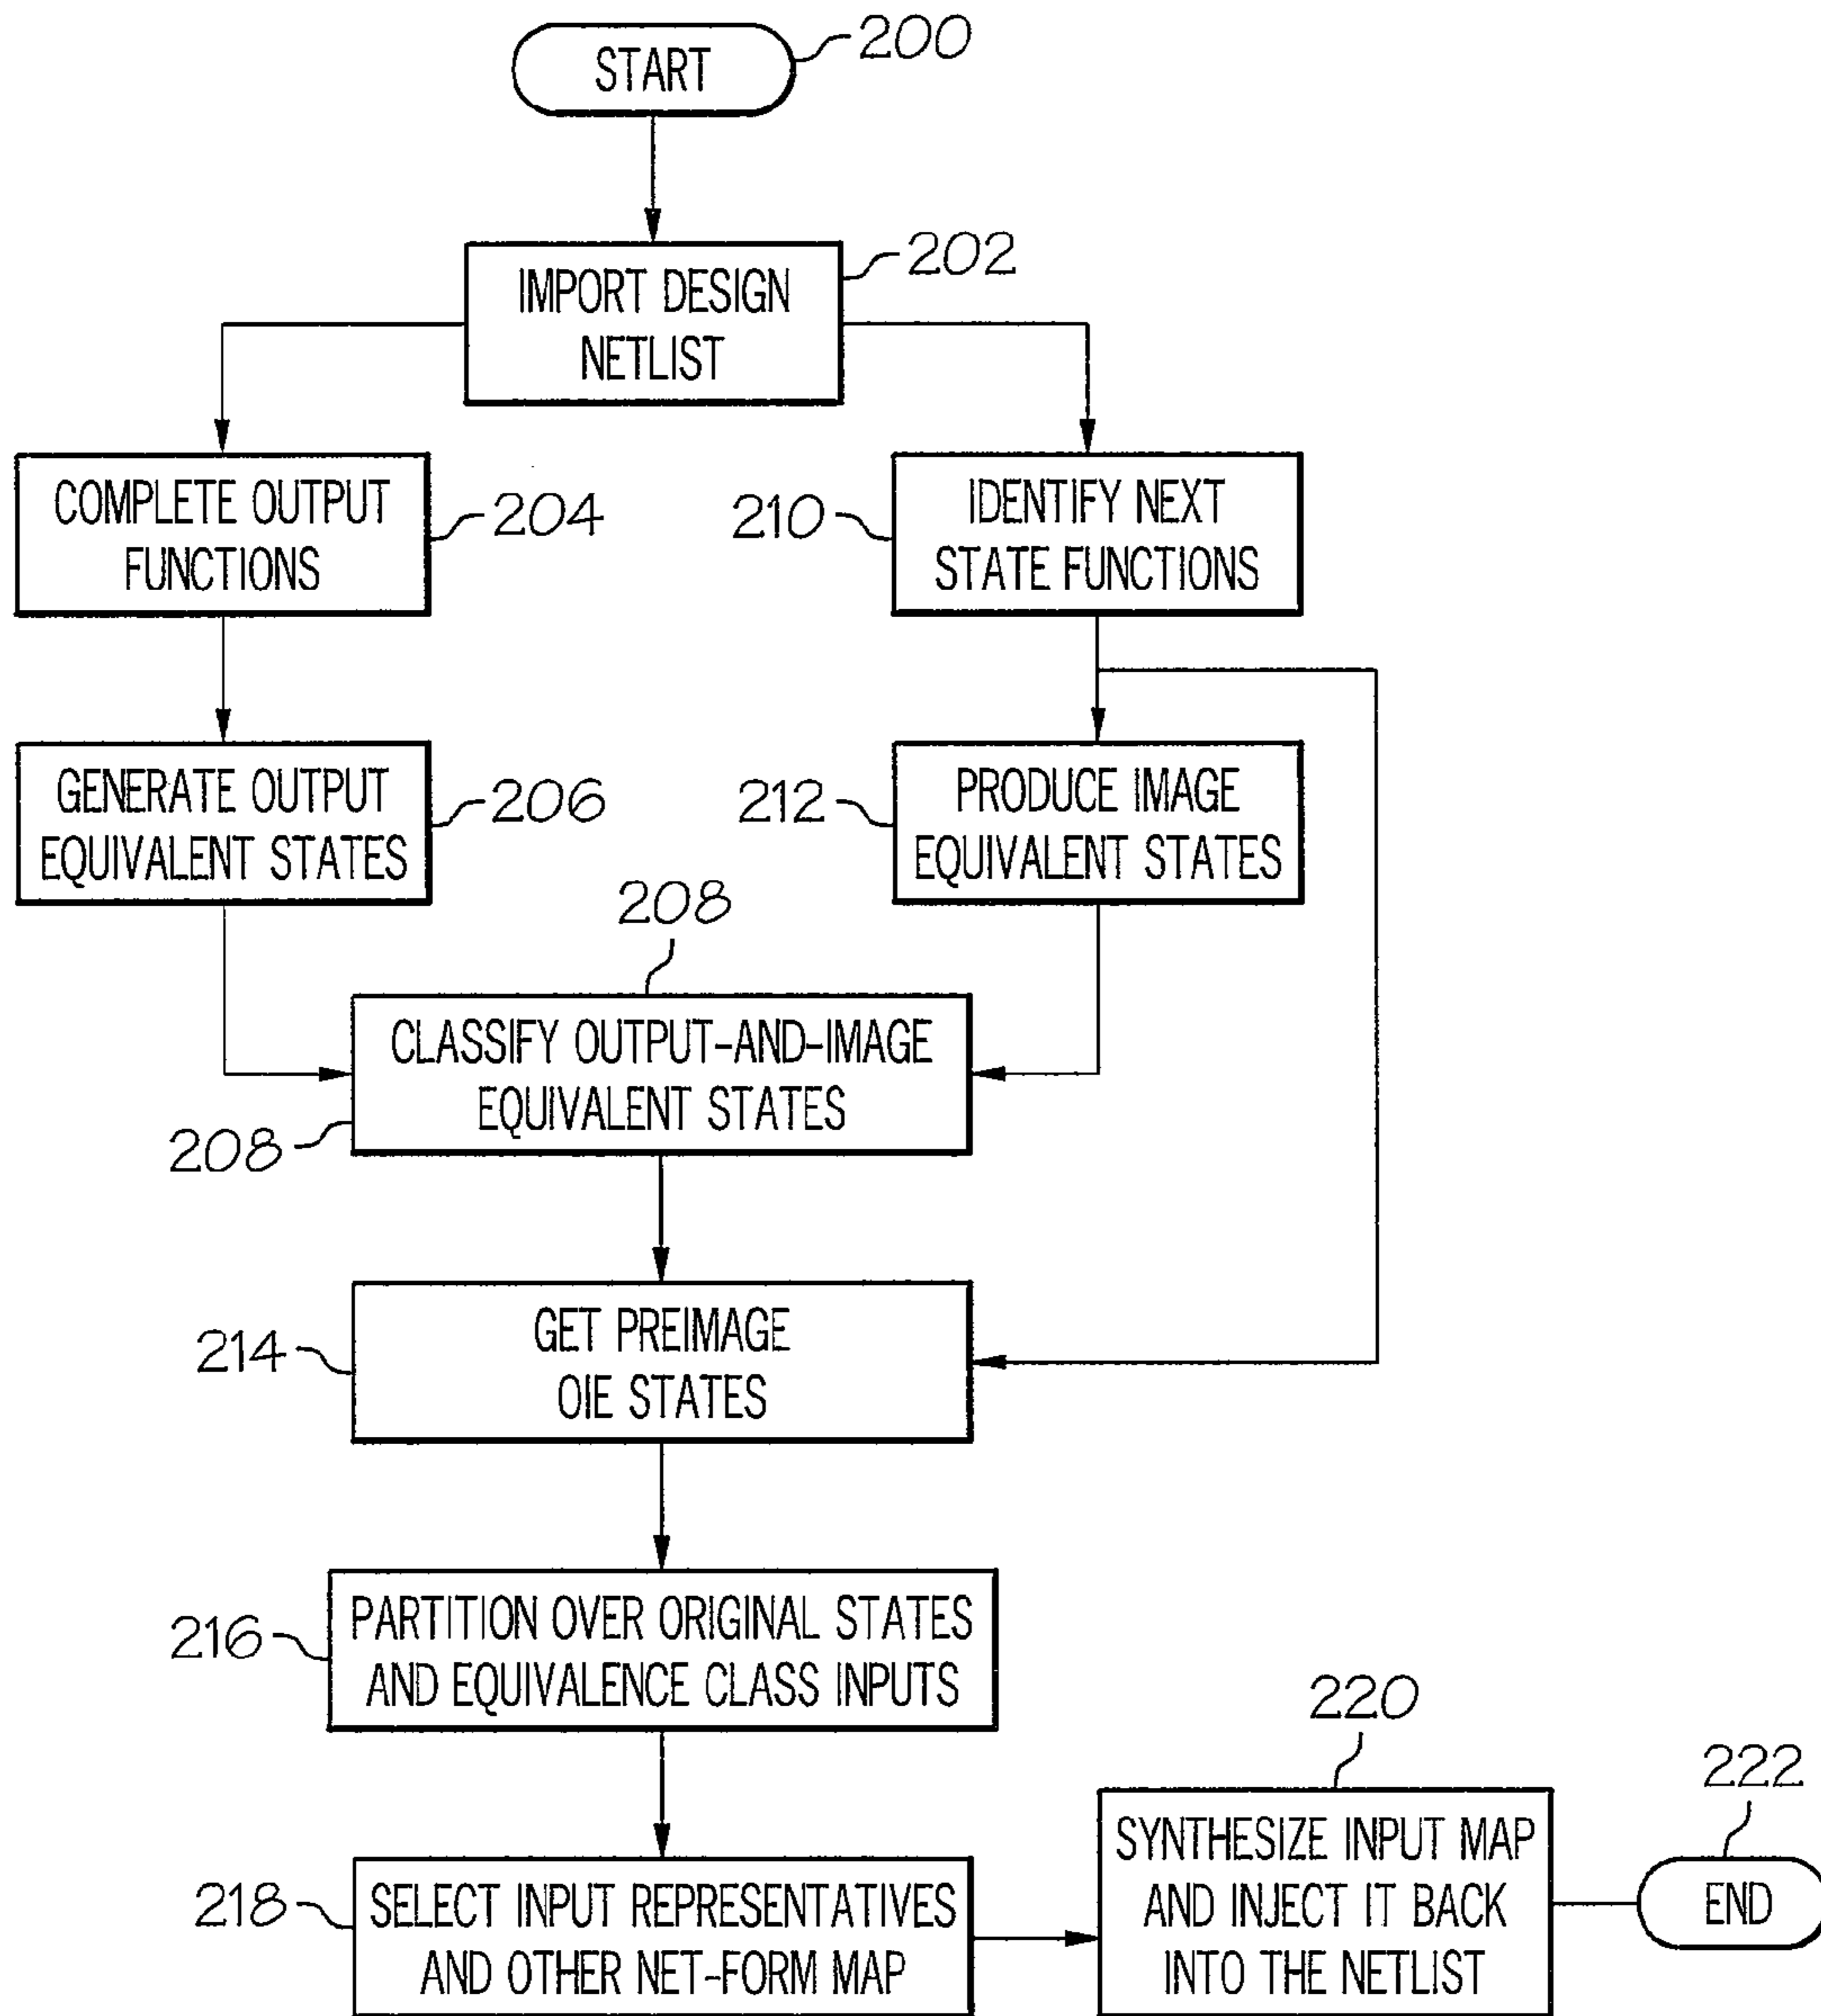 START
200
IMPORT DESIGN
NETLIST
202
COMPLETE OUTPUT
FUNCTIONS
204
210
IDENTIFY NEXT
STATE FUNCTIONS
GENERATE OUTPUT
EQUIVALENT STATES
206
212
PRODUCE IMAGE
EQUIVALENT STATES
208
CLASSIFY OUTPUT-AND-IMAGE
EQUIVALENT STATES
208
GET PREIMAGE
OIE STATES
214
PARTITION OVER ORIGINAL STATES
AND EQUIVALENCE CLASS INPUTS
216
218
SELECT INPUT REPRESENTATIVES
AND OTHER NET-FORM MAP
220
SYNTHESIZE INPUT MAP
AND INJECT IT BACK
INTO THE NETLIST
222
END